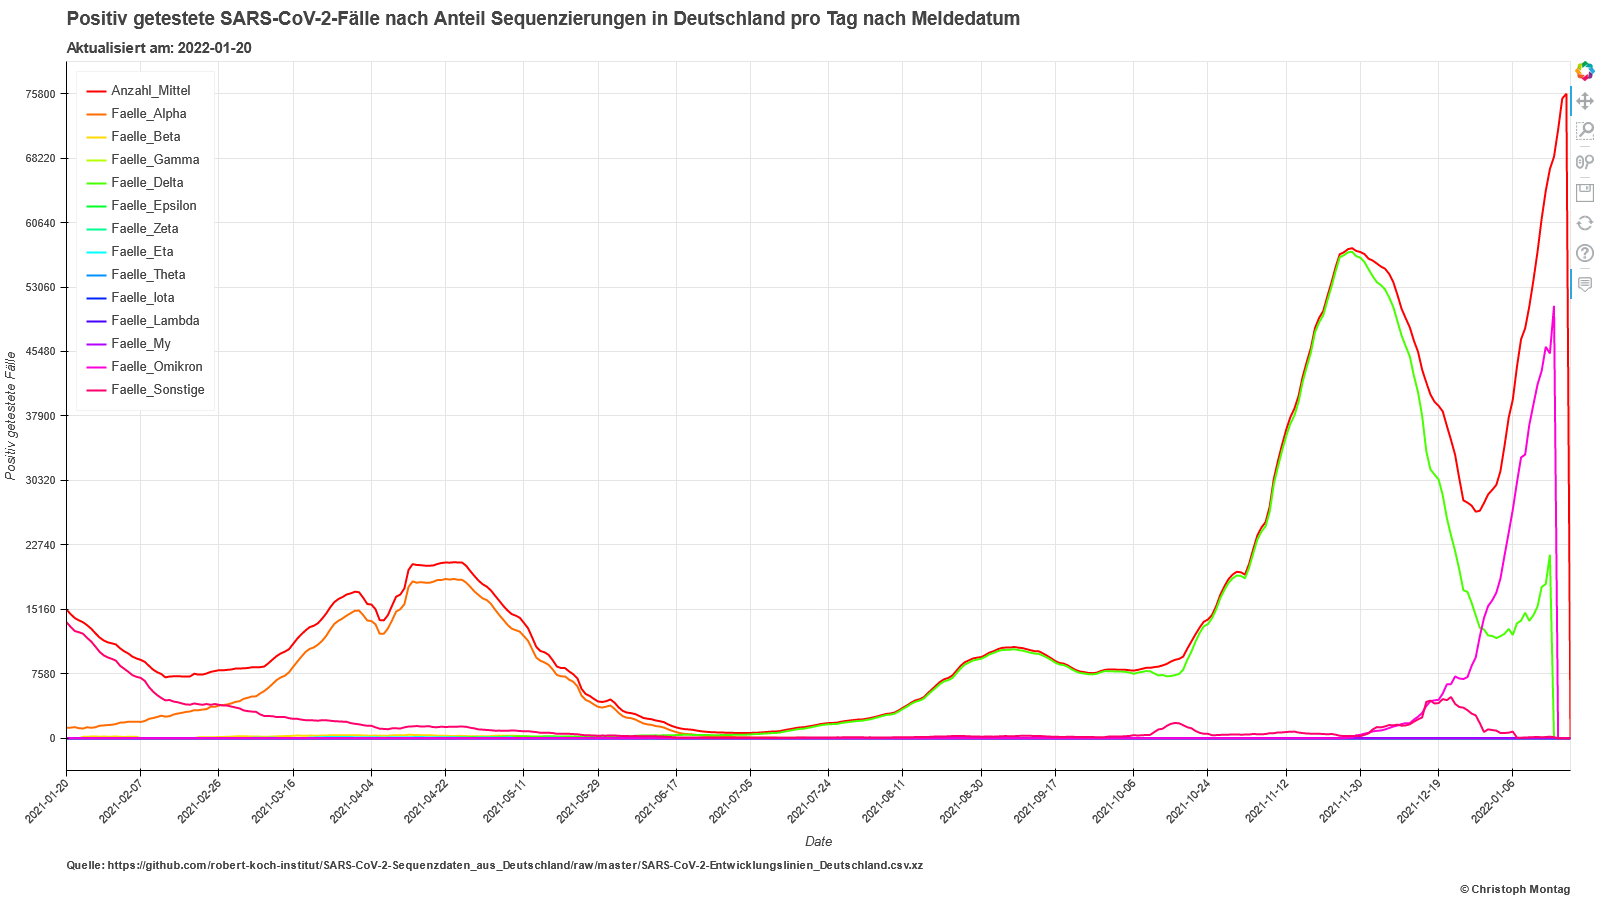 Positiv getestete SARS-CoV-2-Fälle nach Anteil Sequenzierungen in Deutschland pro Tag nach Meldedatum
Aktualisiert am: 2022-01-20
Anzahl_Mittel
Faelle_Alpha
Faelle_Beta
Faelle_Gamma
Faelle_Delta
Faelle_Epsilon
Faelle_Zeta
Faelle_Eta
Faelle_Theta
Faelle_Iota
Faelle_Lambda
Faelle_My
Faelle_Omikron
Faelle_Sonstige
75800
68220
60640
53060
45480
37900
30320
22740
15160
7580
0
Positiv getestete Fälle
2021-01-20
2021-02-07
2021-02-26
2021-03-16
2021-04-04
2021-04-22
2021-05-11
2021-05-29
2021-06-17
2021-07-05
2021-07-24
2021-08-11
2021-08-30
2021-09-17
2021-10-06
2021-10-24
2021-11-12
2021-11-30
2021-12-19
2022-01-06
Date
Quelle: https://github.com/robert-koch-institut/SARS-CoV-2-Sequenzdaten_aus_Deutschland/raw/master/SARS-CoV-2-Entwicklungslinien_Deutschland.csv.xz
© Christoph Montag